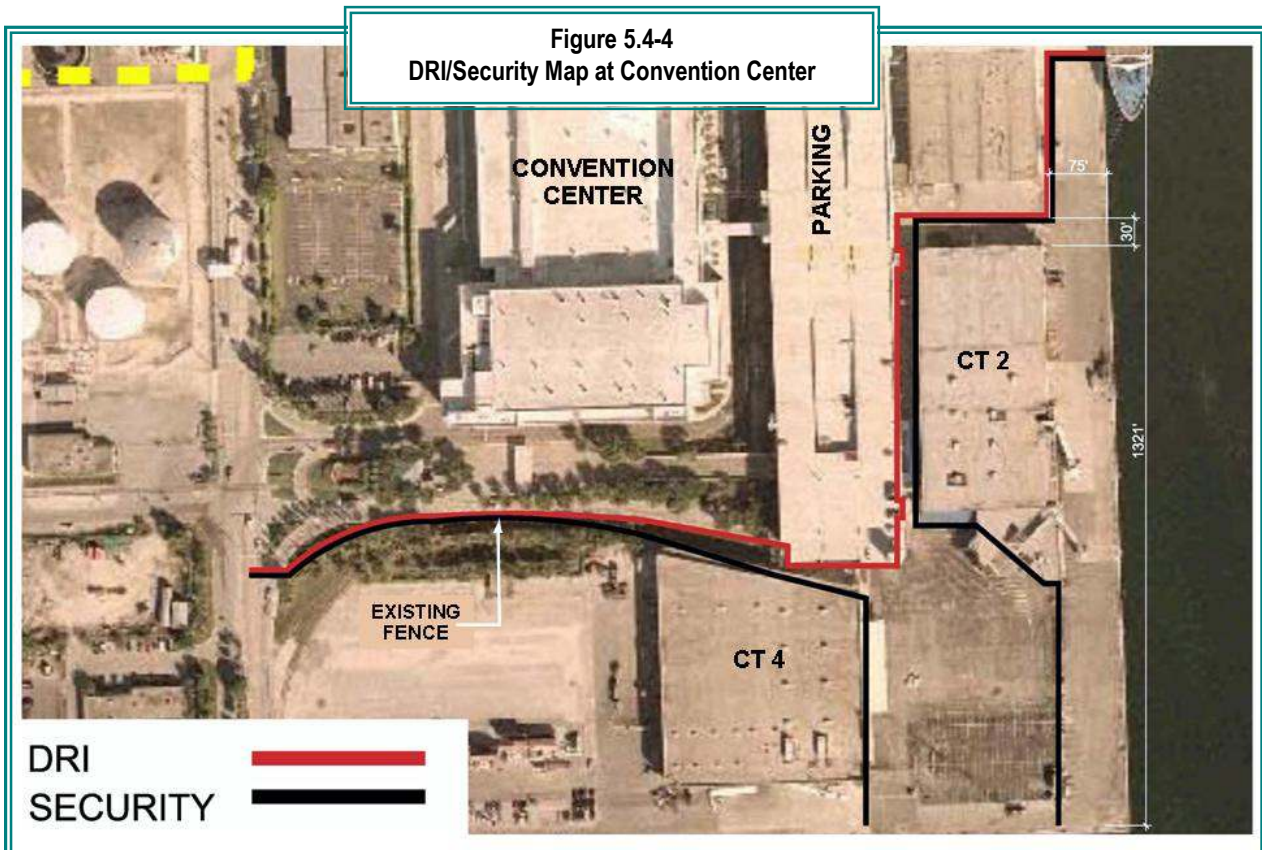 Figure 5.4-4
DRI/Security Map at Convention Center
CONVENTION
CENTER
PARKING
75'
30'
CT 2
1321'
EXISTING
FENCE
CT 4
DRI
SECURITY